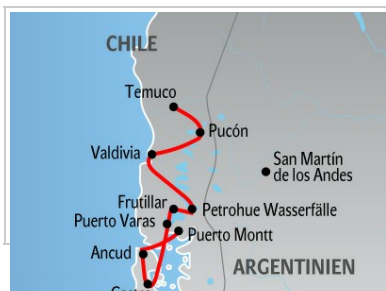 CHILE
Temuco
Pucón
Valdivia
San Martín
de los Andes
Frutillar
Petrohue Wasserfälle
Puerto Varas
Puerto Montt
Ancud
ARGENTINIEN